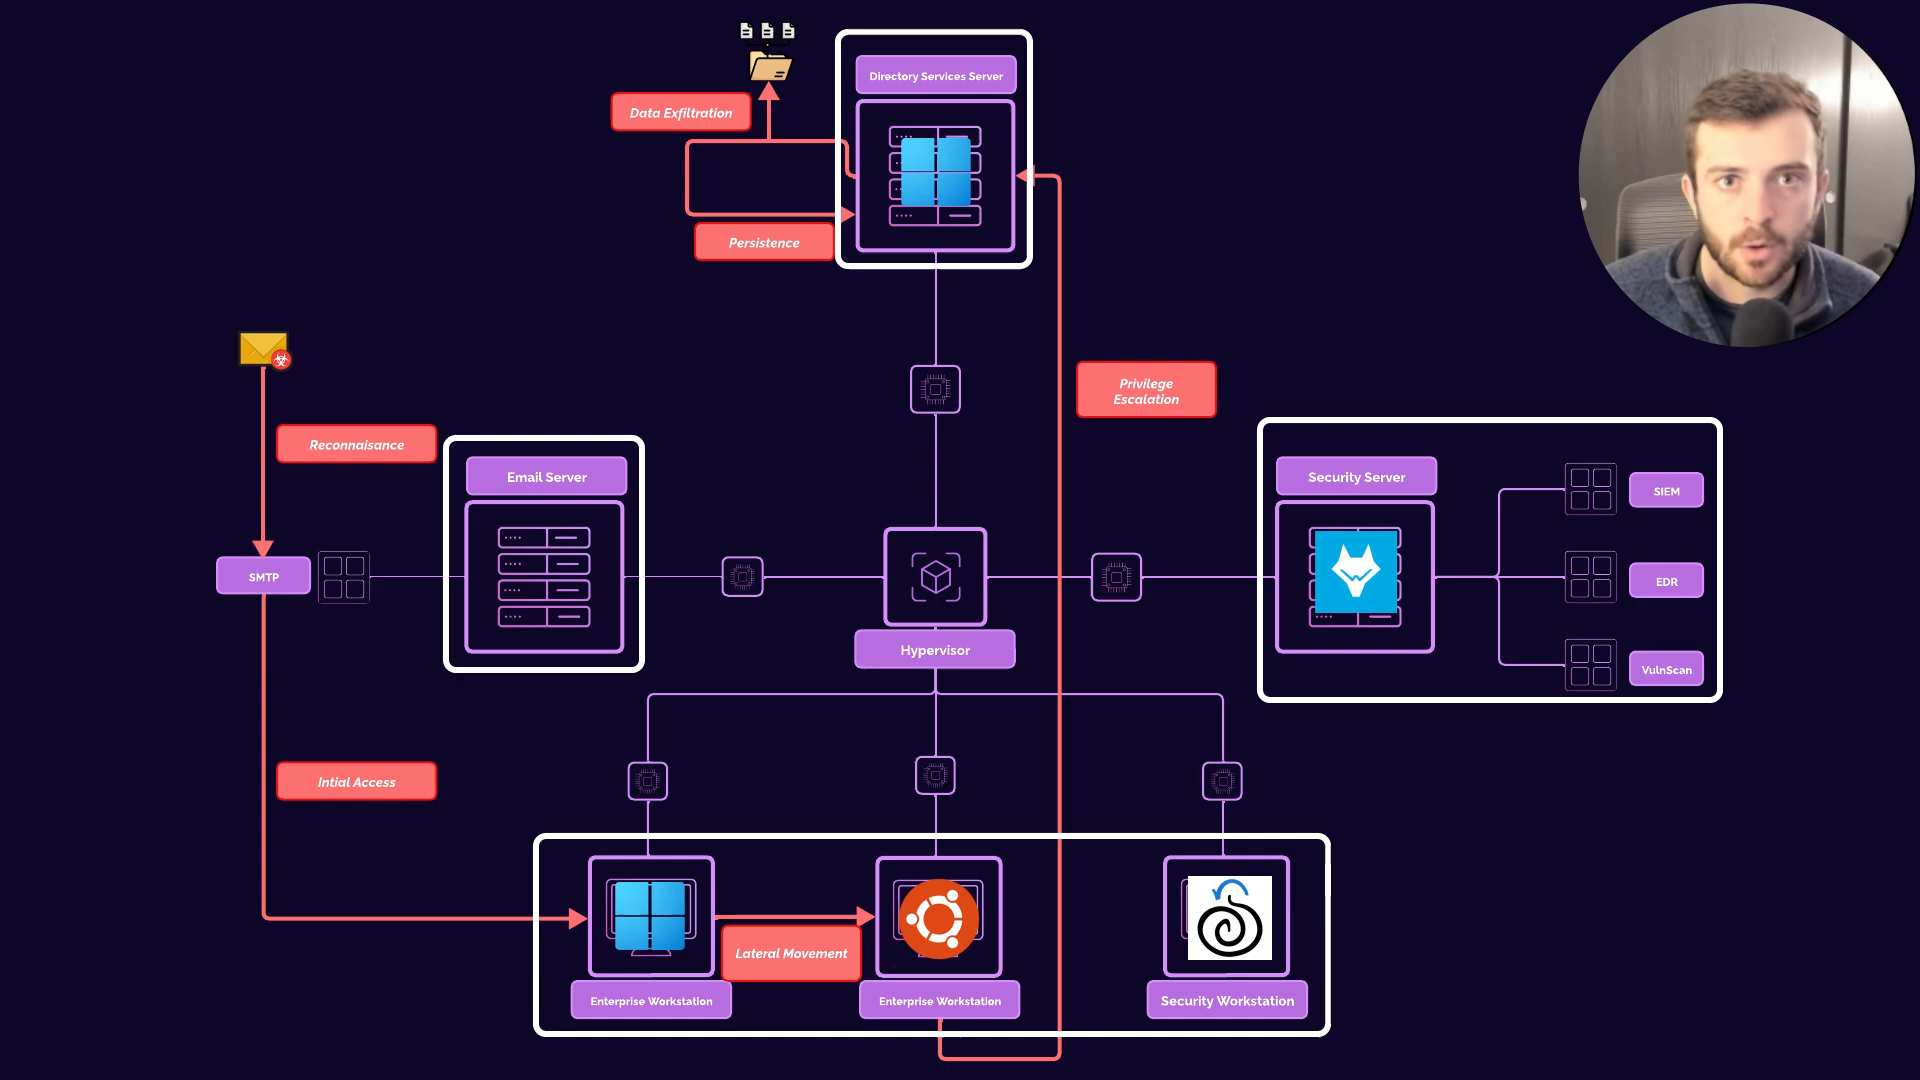 Directory Services Server
Data Exfiltration
Persistence
Privilege
Escalation
Reconnaisance
Email Server
Security Server
SIEM
SMTP
EDR
Hypervisor
VulnScan
Intial Access
Lateral Movement
Enterprise Workstation
Enterprise Workstation
Security Workstation